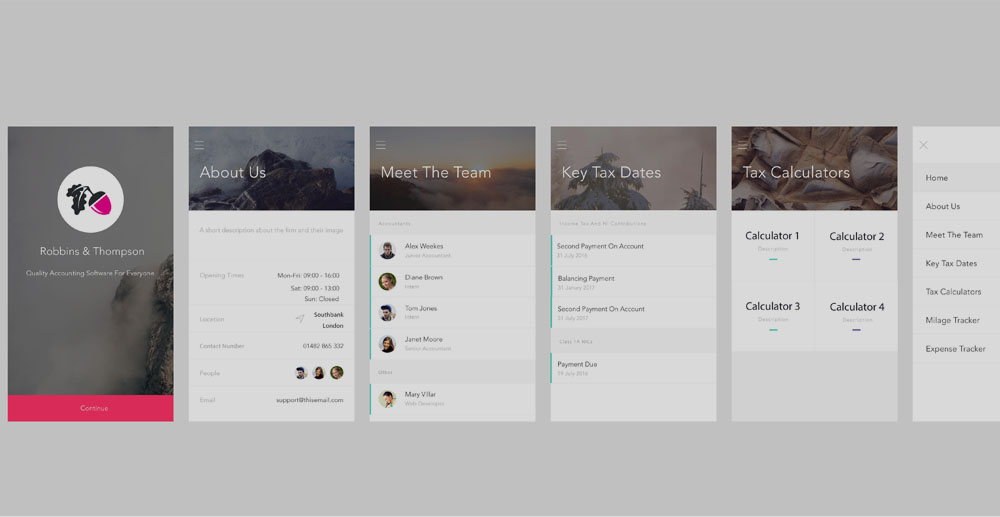 Robbins & Thompson
Quality Accounting Software For Everyone
Continue
About Us
A short description about the firm and their image
Opening Times
Mon-Fri: 09:00 - 16:00
Sat: 09:00 - 13:00
Sun: Closed
Location
Southbank
London
Contact Number
01482 865 332
People
Email
support@thisemail.com
Meet The Team
Accountants
Alex Weekes
Junior Accountant
Diane Brown
Intern
Tom Jones
Intern
Janet Moore
Senior Accountant
Other
Mary Villar
Web Developer
Key Tax Dates
Income Tax And NI Contributions
Second Payment On Account
31 July 2016
Balancing Payment
31 January 2017
Second Payment On Account
31 July 2017
Class 1A NICs
Payment Due
19 July 2016
Tax Calculators
Calculator 1
Description
Calculator 2
Description
Calculator 3
Description
Calculator 4
Description
Home
About Us
Meet The Team
Key Tax Dates
Tax Calculators
Milage Tracker
Expense Tracker